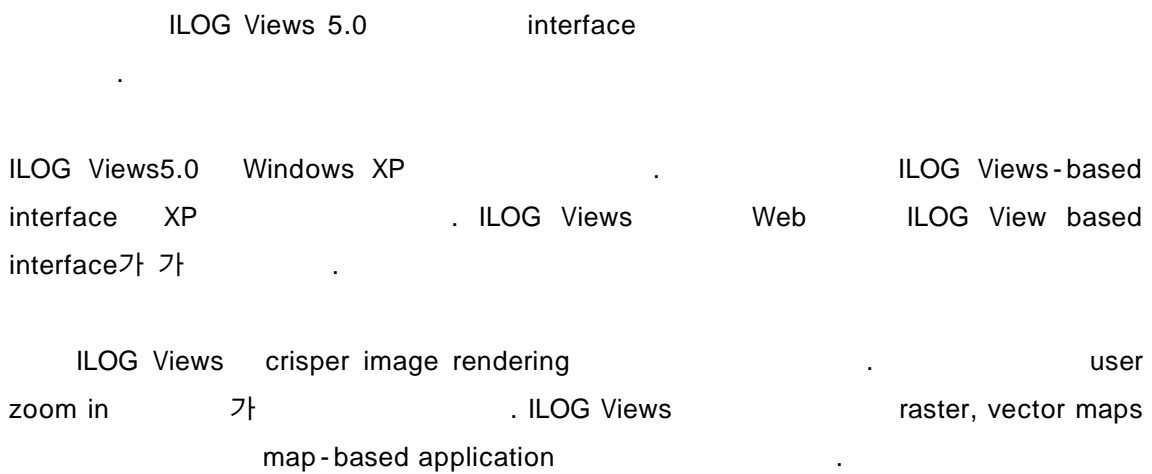 ILOG Views 5.0 interface
.
ILOG Views5.0 Windows XP . ILOG Views-based
interface XP . ILOG Views Web ILOG View based
interface가 가 .
ILOG Views crisper image rendering . user
zoom in 가 . ILOG Views raster, vector maps
map-based application .